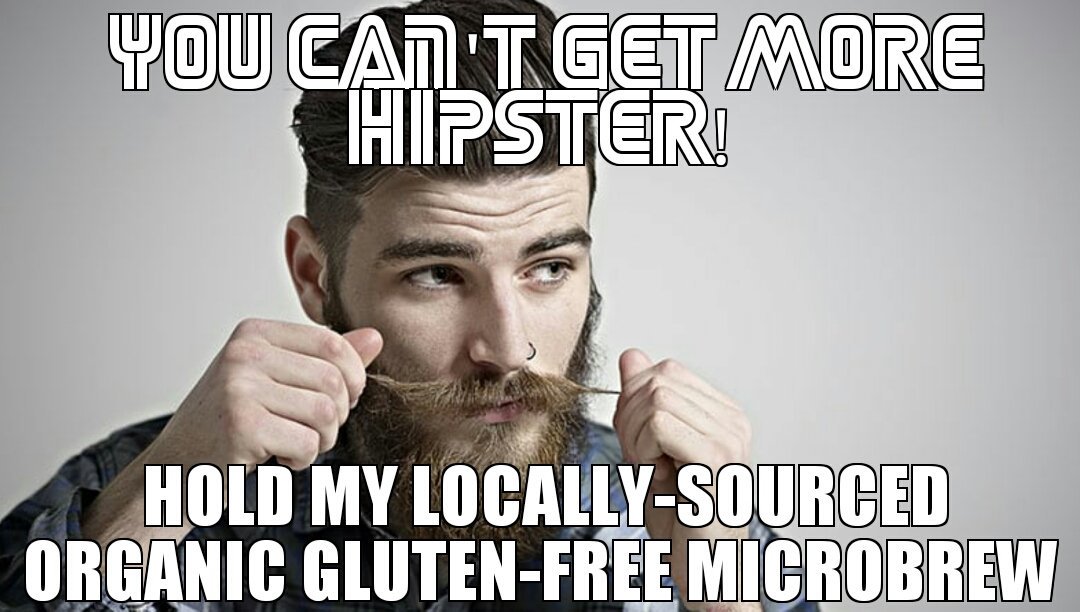 YOU CAN'T GET MORE
HIPSTER!
HOLD MY LOCALLY-SOURCED
ORGANIC GLUTEN-FREE MICROBREW